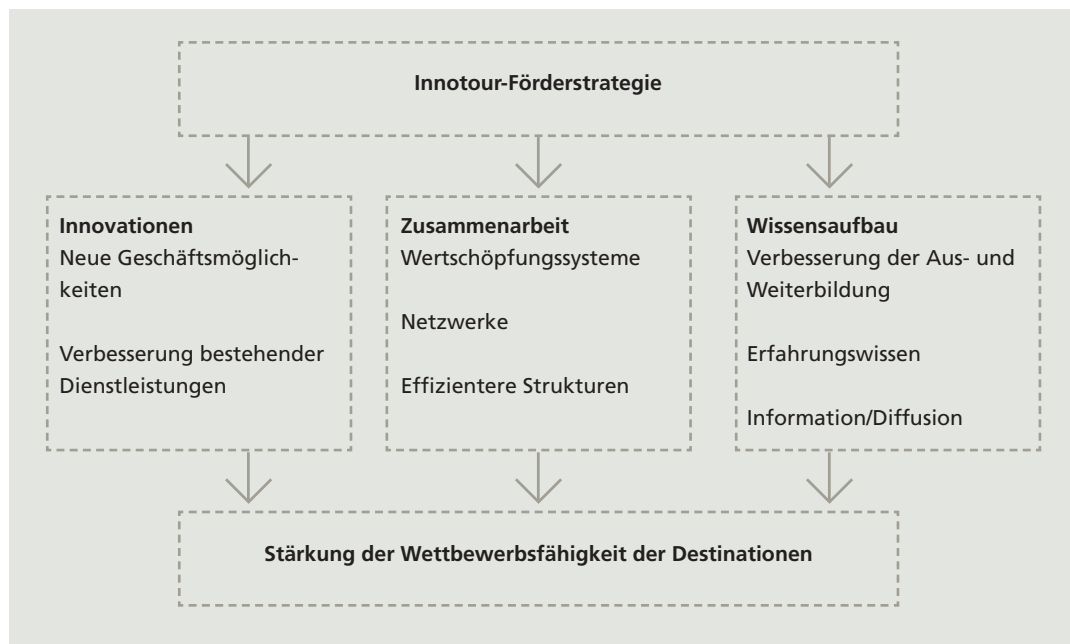 Innotour-Förderstrategie
Innovationen
Neue Geschäftsmöglich-
keiten
Verbesserung bestehender
Dienstleistungen
Zusammenarbeit
Wertschöpfungssysteme
Netzwerke
Effizientere Strukturen
Wissensaufbau
Verbesserung der Aus- und
Weiterbildung
Erfahrungswissen
Information/Diffusion
Stärkung der Wettbewerbsfähigkeit der Destinationen